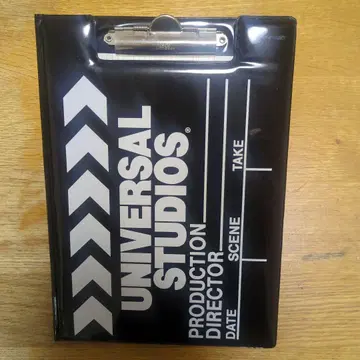 UNIVERSAL
STUDIOS®
PRODUCTION
DIRECTOR
DATE SCENE TAKE